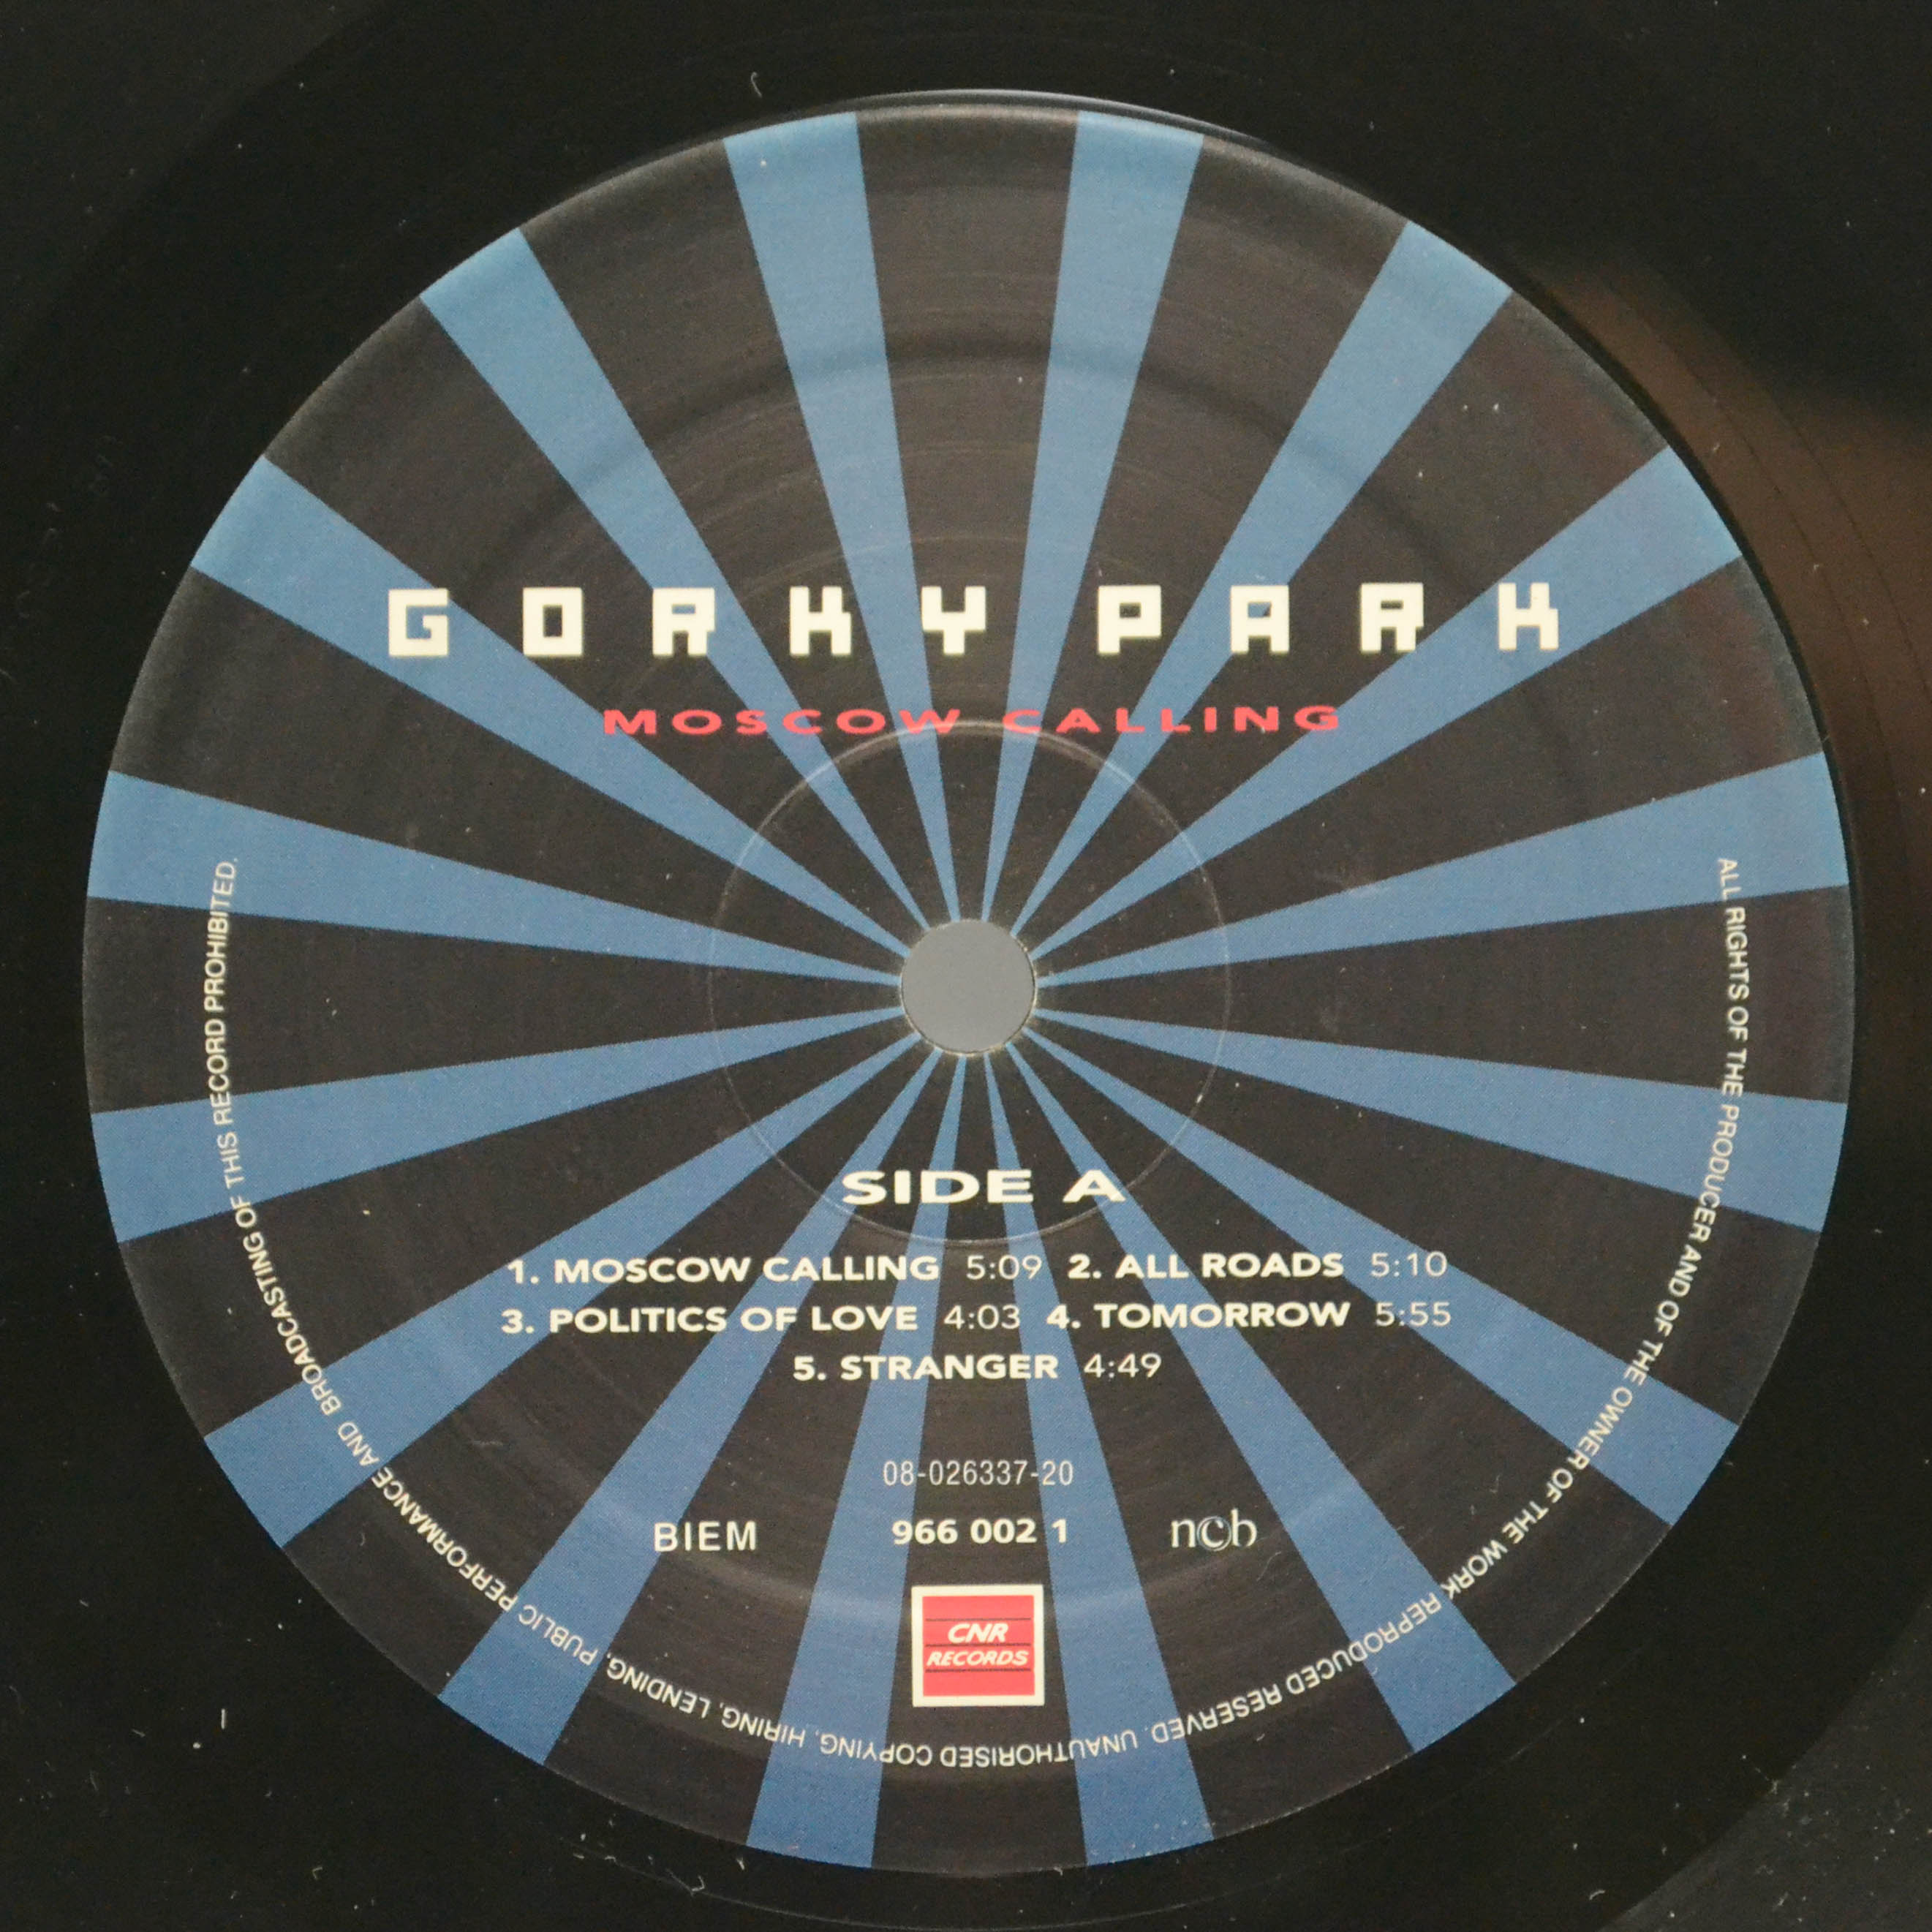 GORKY PARK
MOSCOW CALLING
SIDE A
1. MOSCOW CALLING 5:09 2. ALL ROADS 5:10
3. POLITICS OF LOVE 4:03 4. TOMORROW 5:55
5. STRANGER 4:49
08-026337-20
BIEM 966 002 1 ncb
CNR
RECORDS
ALL RIGHTS OF THE PRODUCER AND OF THE OWNER OF THE WORK REPRODUCED RESERVED. UNAUTHORISED COPYING, HIRING, LENDING, PUBLIC PERFORMANCE AND BROADCASTING OF THIS RECORD PROHIBITED.